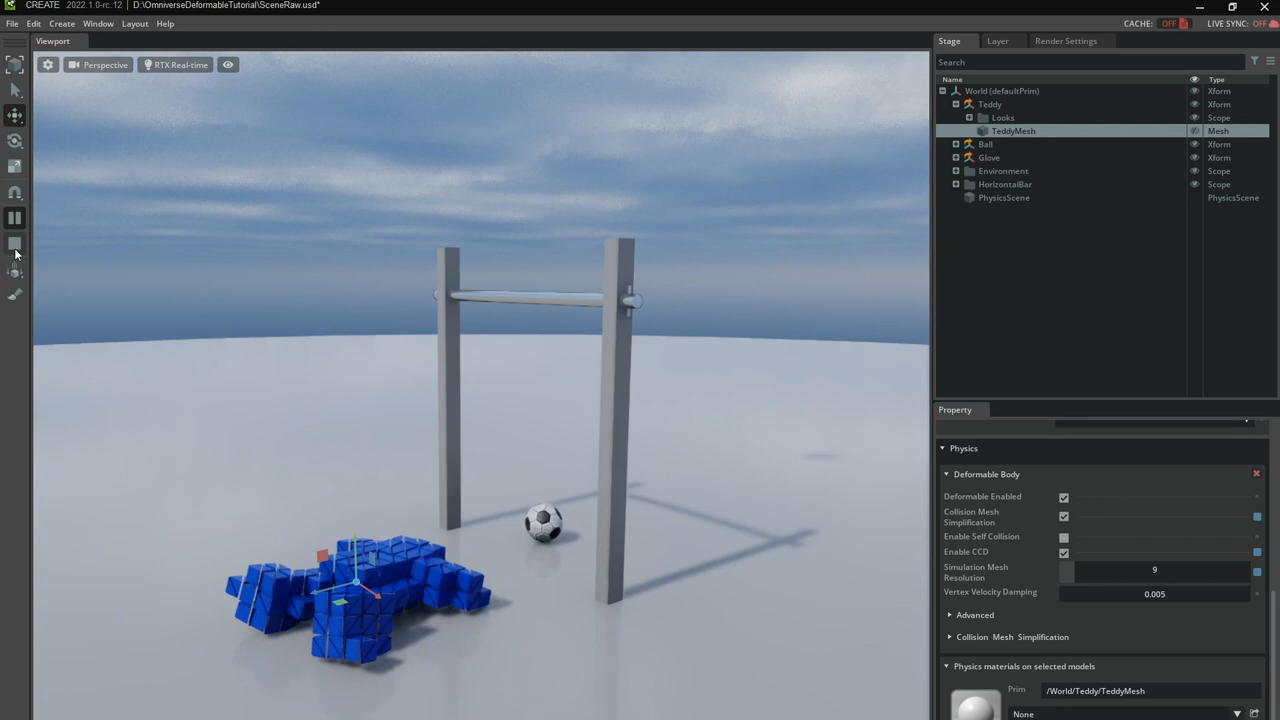 CREATE 2022.1.0-rc.12 | D:\OmniverseDeformableTutorial\SceneRaw.usd*
File Edit Create Window Layout Help CACHE: OFF LIVE SYNC: OFF
Viewport
Perspective RTX Real-time
Stage Layer Render Settings
Search
Name Type
World (defaultPrim) Xform
Teddy Xform
Looks Scope
TeddyMesh Mesh
Ball Xform
Glove Xform
Environment Scope
HorizontalBar Scope
PhysicsScene PhysicsScene
Property
Physics
Deformable Body
Deformable Enabled
Collision Mesh
Simplification
Enable Self Collision
Enable CCD
Simulation Mesh
Resolution 9
Vertex Velocity Damping 0.005
Advanced
Collision Mesh Simplification
Physics materials on selected models
Prim /World/Teddy/TeddyMesh
None